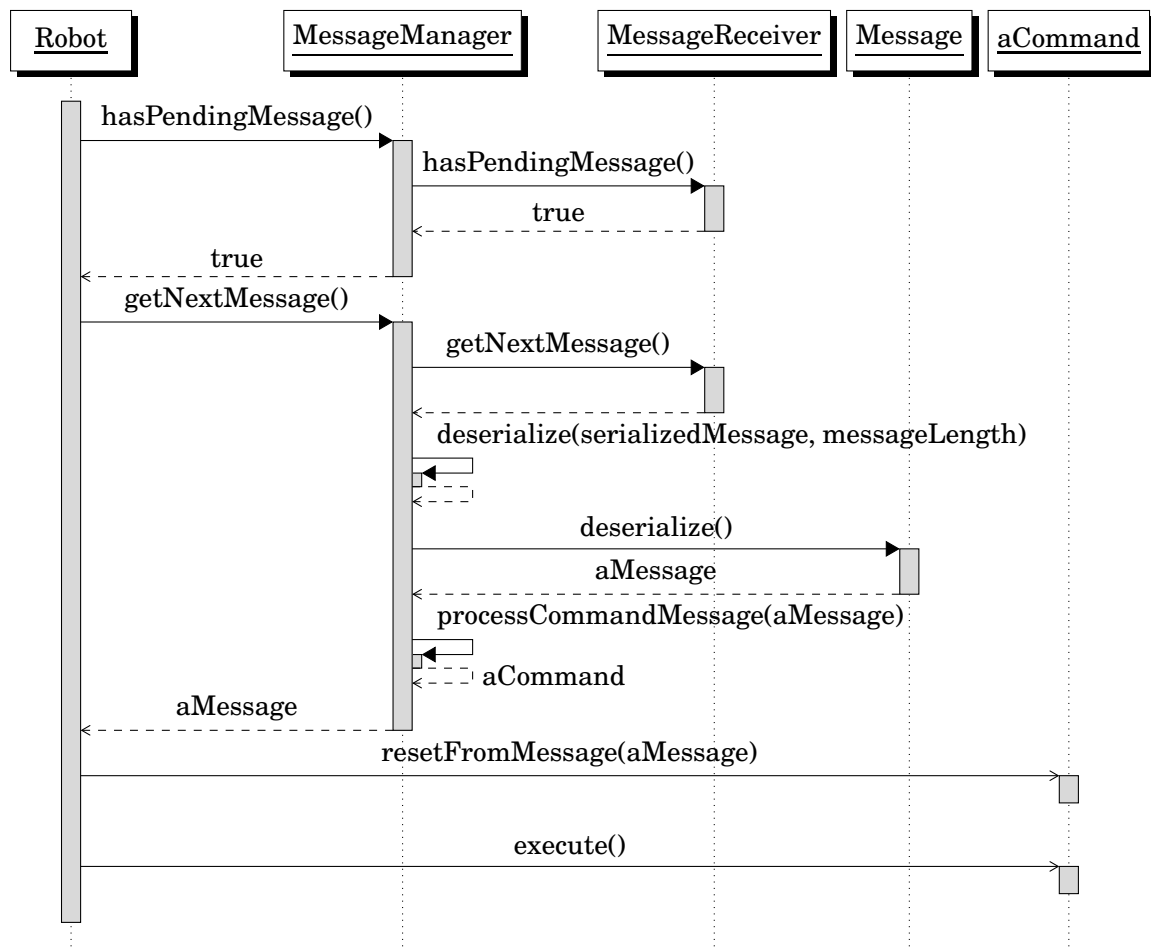 Robot
MessageManager
MessageReceiver
Message
aCommand
hasPendingMessage()
hasPendingMessage()
true
true
getNextMessage()
getNextMessage()
deserialize(serializedMessage, messageLength)
deserialize()
aMessage
processCommandMessage(aMessage)
aCommand
aMessage
resetFromMessage(aMessage)
execute()